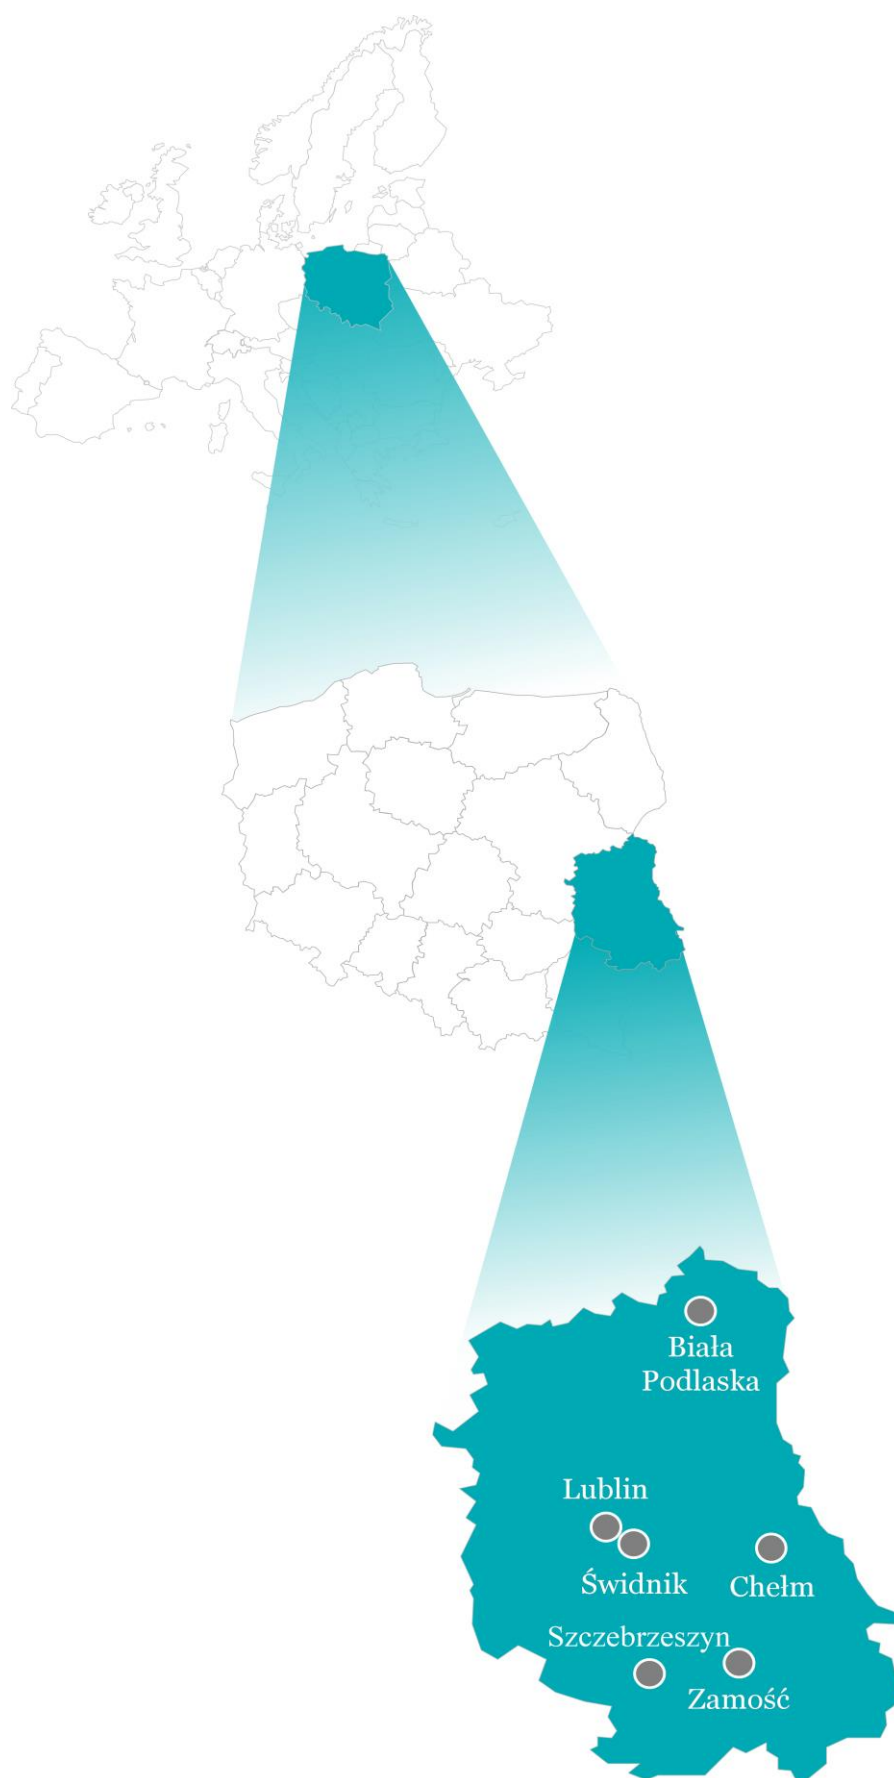 Biała
Podlaska
Lublin
Świdnik
Chełm
Szczebrzeszyn
Zamość